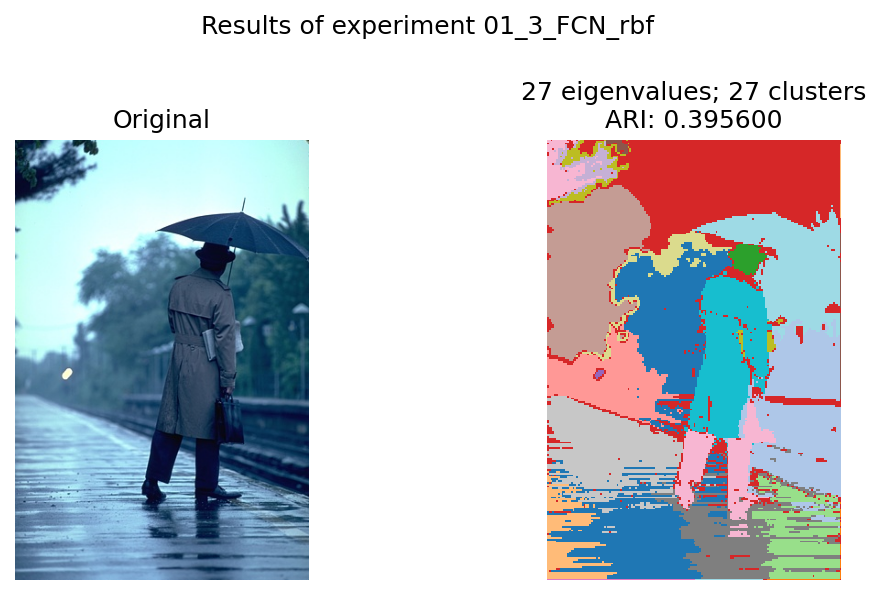 Results of experiment 01_3_FCN_rbf
Original
27 eigenvalues; 27 clusters
ARI: 0.395600